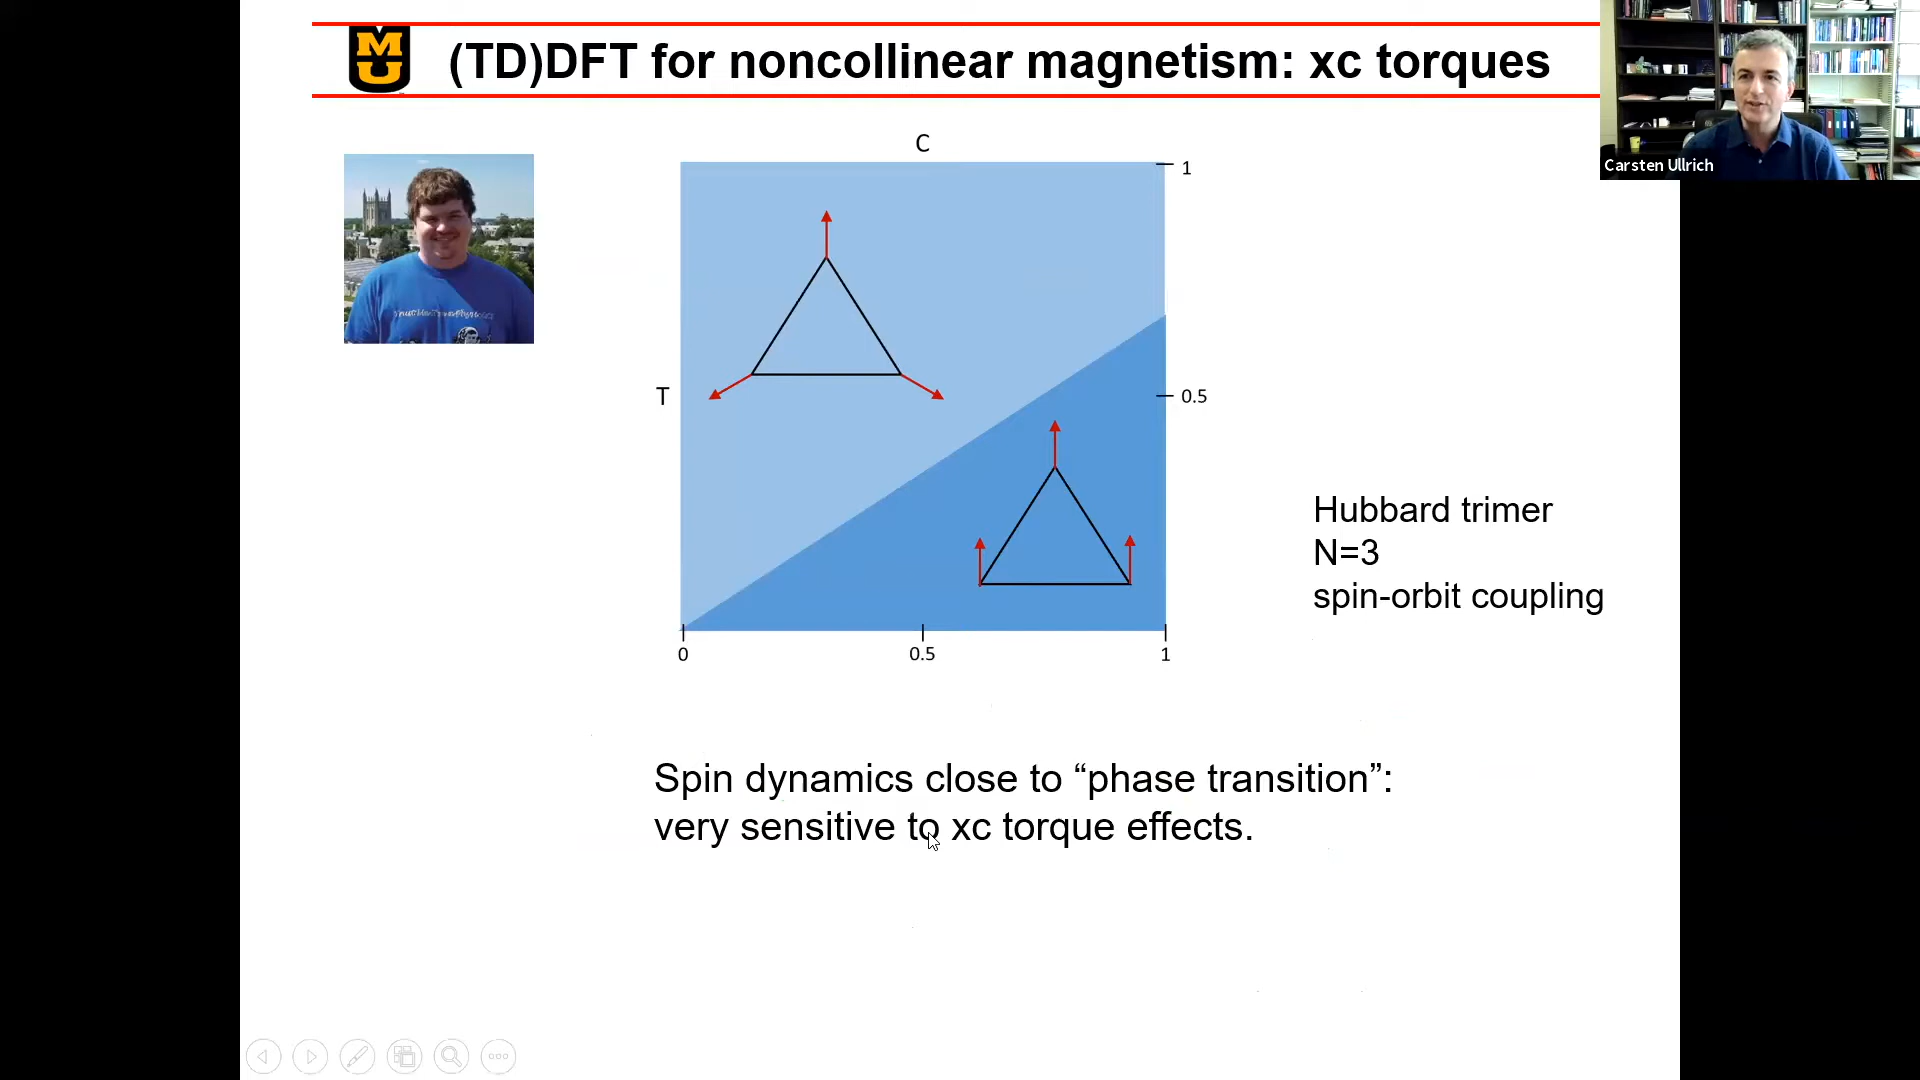 MU
(TD)DFT for noncollinear magnetism: xc torques
Carsten Ullrich
C
1
T
0.5
Hubbard trimer
N=3
spin-orbit coupling
0
0.5
1
Spin dynamics close to “phase transition”:
very sensitive to xc torque effects.